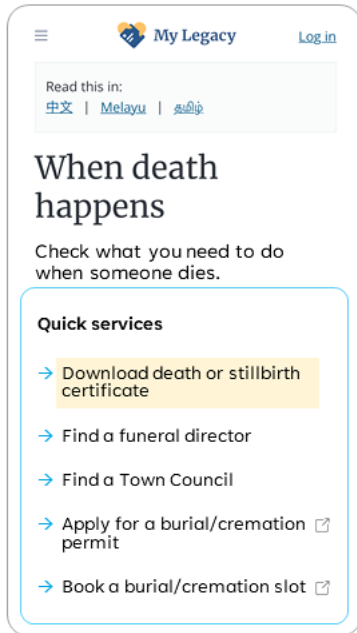 My Legacy
Log in
Read this in:
中文 | Melayu | தமிழ்
When death
happens
Check what you need to do
when someone dies.
Quick services
Download death or stillbirth
certificate
Find a funeral director
Find a Town Council
Apply for a burial/cremation
permit
Book a burial/cremation slot